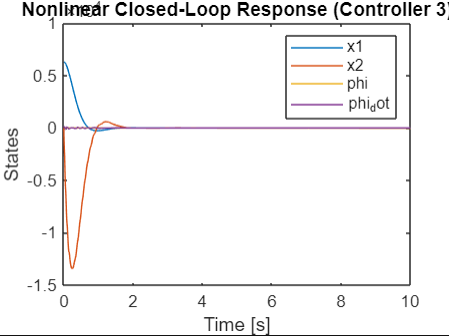 Nonlinear Closed-Loop Response (Controller 3)
1
0.5
0
-0.5
-1
-1.5
States
0 2 4 6 8 10
Time [s]
x1
x2
phi
phi_dot